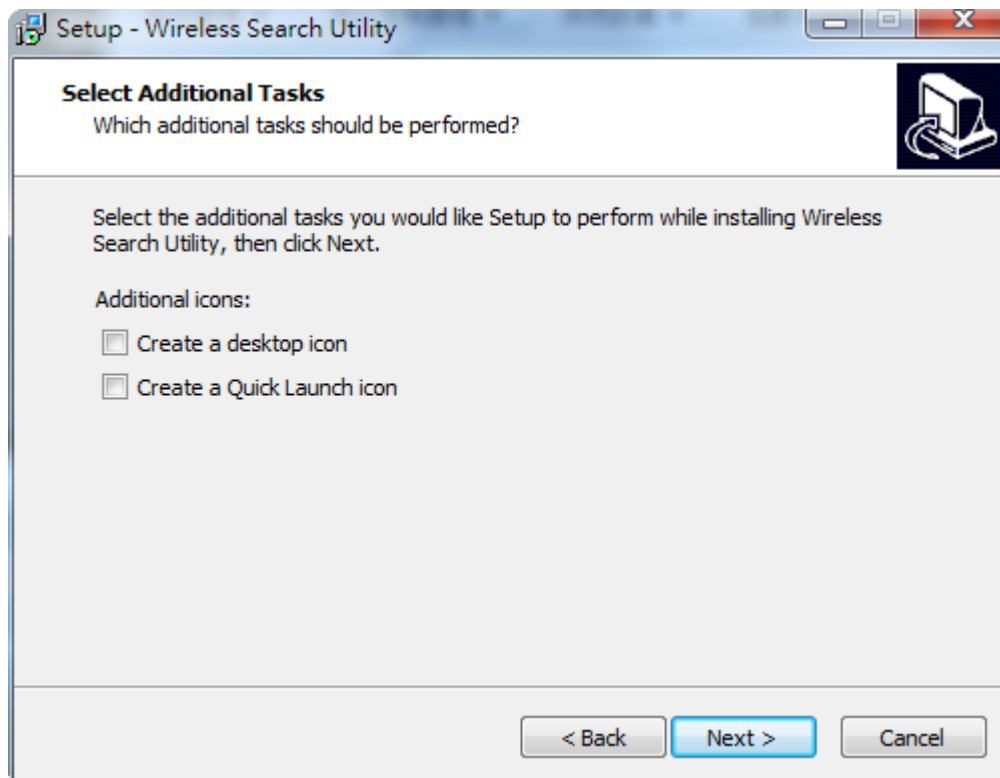 Setup - Wireless Search Utility
Select Additional Tasks
Which additional tasks should be performed?
Select the additional tasks you would like Setup to perform while installing Wireless
Search Utility, then click Next.
Additional icons:
Create a desktop icon
Create a Quick Launch icon
< Back
Next >
Cancel